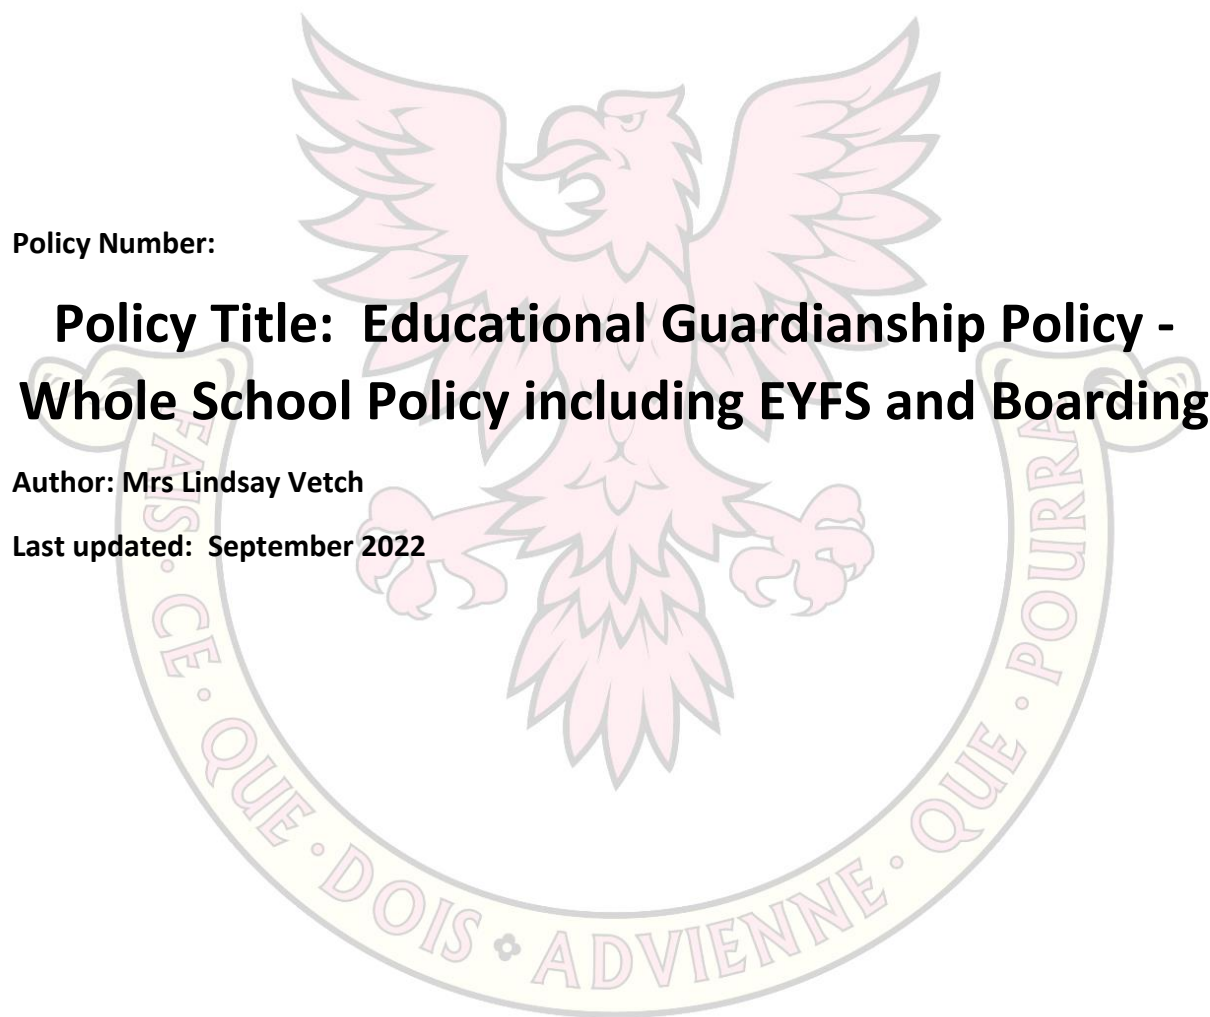 Policy Number:
Policy Title: Educational Guardianship Policy -
Whole School Policy including EYFS and Boarding
Author: Mrs Lindsay Vetch
Last updated: September 2022
FAIS · CE · QUE · DOIS ADVIENNE · QUE · POURRA